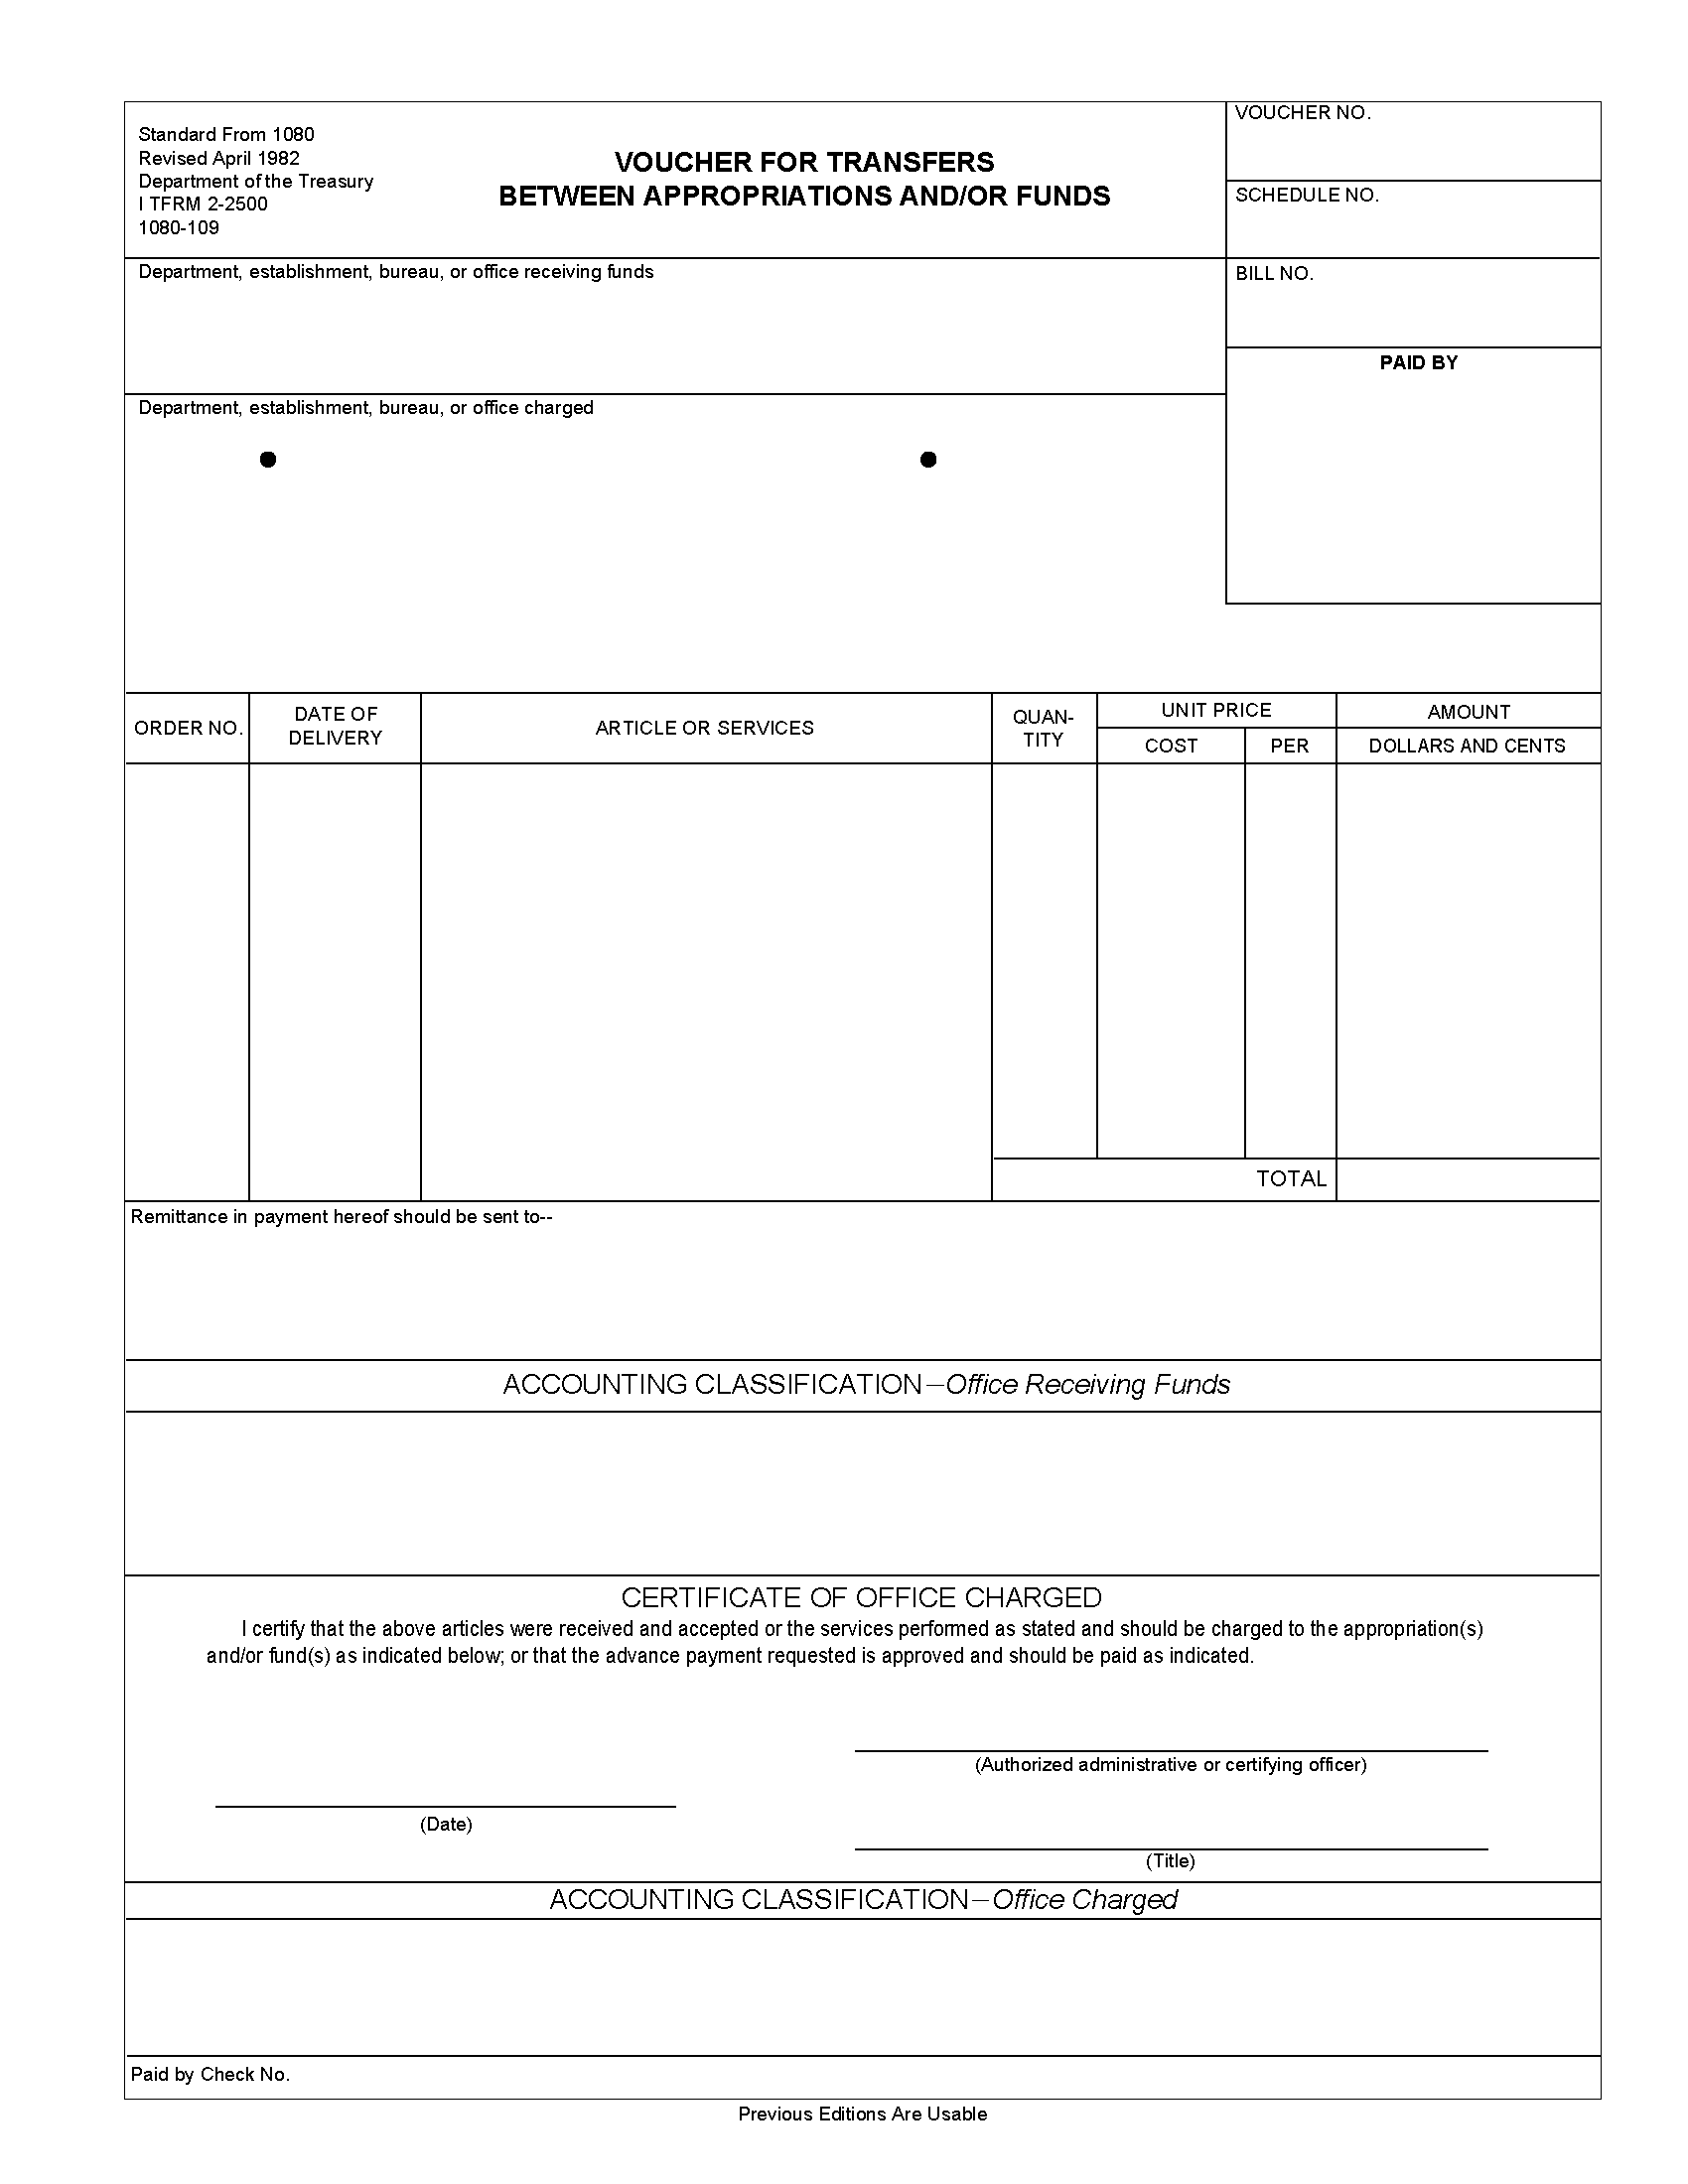 Standard From 1080
Revised April 1982
Department of the Treasury
I TFRM 2-2500
1080-109
VOUCHER FOR TRANSFERS
BETWEEN APPROPRIATIONS AND/OR FUNDS
VOUCHER NO.
SCHEDULE NO.
Department, establishment, bureau, or office receiving funds
BILL NO.
PAID BY
Department, establishment, bureau, or office charged
ORDER NO.
DATE OF
DELIVERY
ARTICLE OR SERVICES
QUAN-
TITY
UNIT PRICE
COST
PER
AMOUNT
DOLLARS AND CENTS
TOTAL
Remittance in payment hereof should be sent to--
ACCOUNTING CLASSIFICATION—Office Receiving Funds
CERTIFICATE OF OFFICE CHARGED
I certify that the above articles were received and accepted or the services performed as stated and should be charged to the appropriation(s)
and/or fund(s) as indicated below; or that the advance payment requested is approved and should be paid as indicated.
(Authorized administrative or certifying officer)
(Date)
(Title)
ACCOUNTING CLASSIFICATION—Office Charged
Paid by Check No.
Previous Editions Are Usable